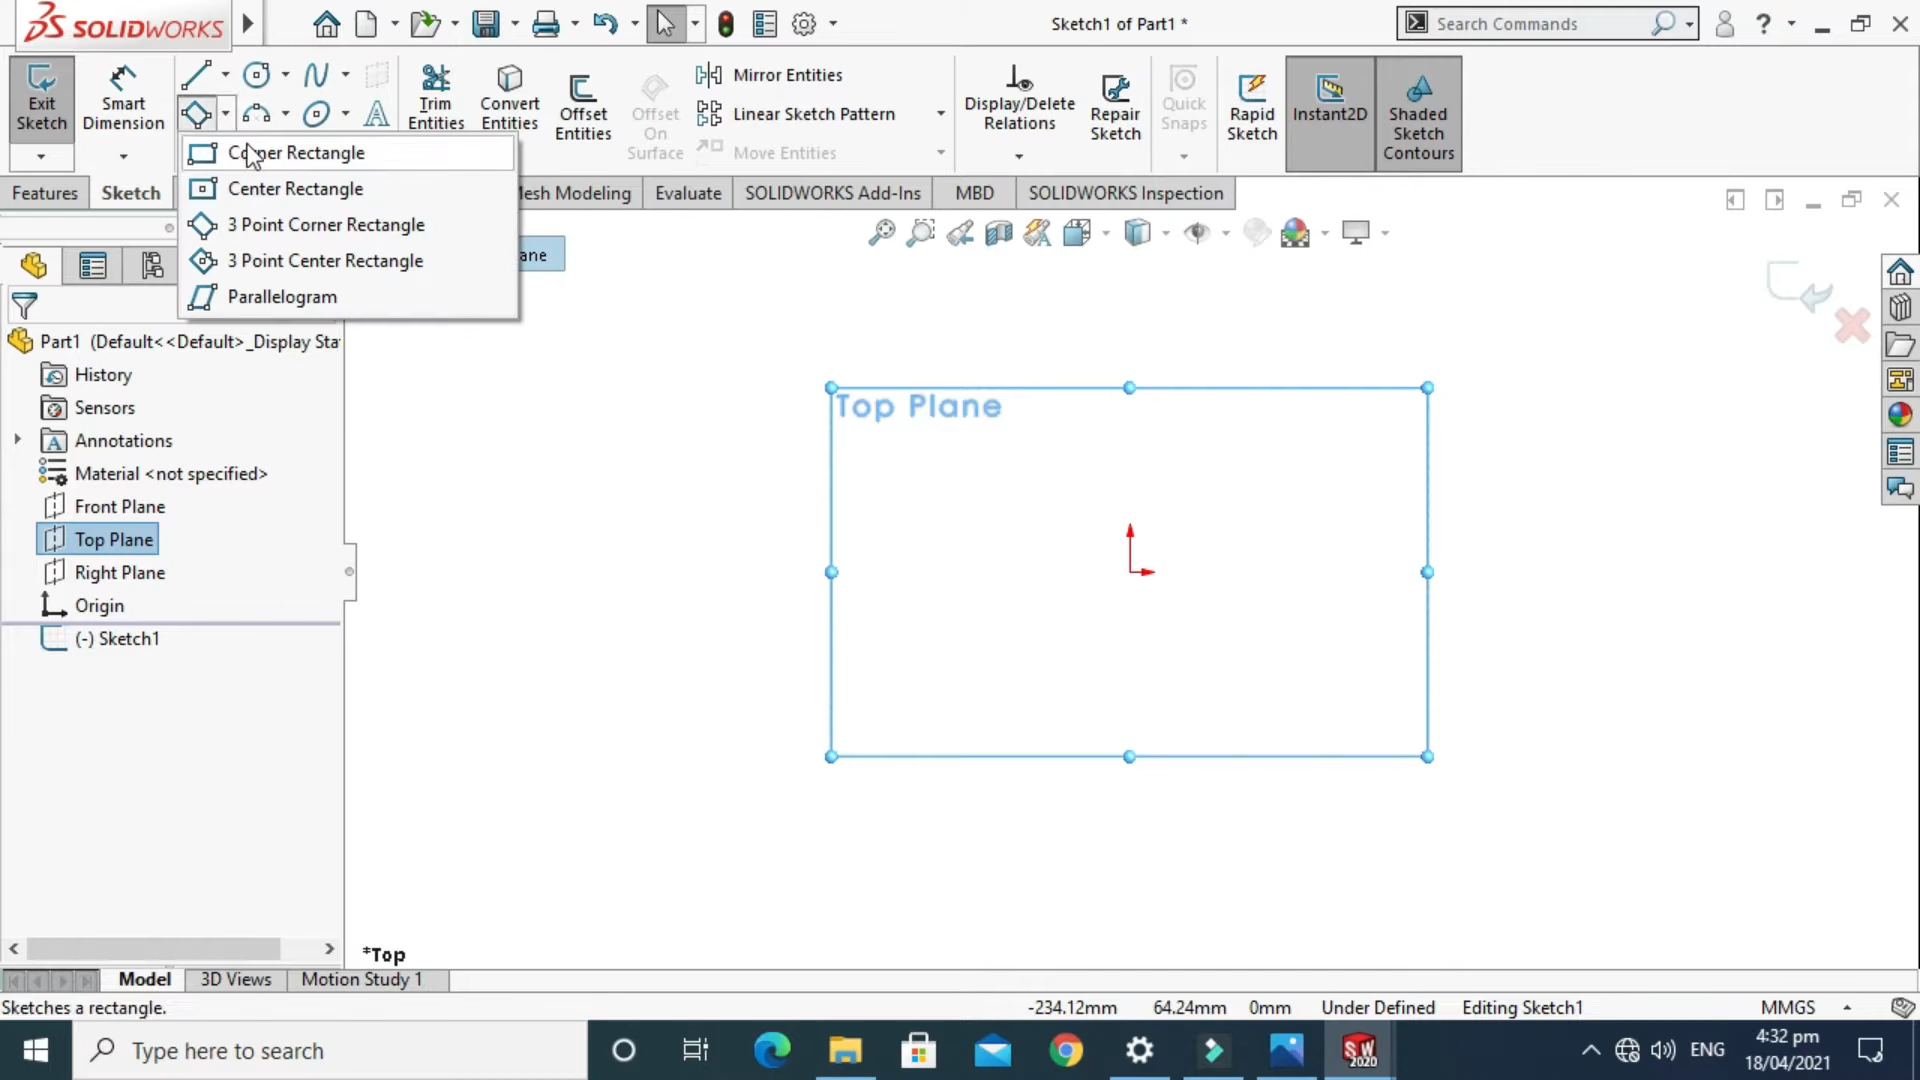 SOLIDWORKS
Sketch1 of Part1 *
Search Commands
Exit Sketch
Smart Dimension
Trim Entities
Convert Entities
Offset Entities
Offset On Surface
Mirror Entities
Linear Sketch Pattern
Move Entities
Display/Delete Relations
Repair Sketch
Quick Snaps
Rapid Sketch
Instant2D
Shaded Sketch Contours
Corner Rectangle
Center Rectangle
3 Point Corner Rectangle
3 Point Center Rectangle
Parallelogram
Features
Sketch
Mesh Modeling
Evaluate
SOLIDWORKS Add-Ins
MBD
SOLIDWORKS Inspection
ane
Part1 (Default<<Default>_Display Sta
History
Sensors
Annotations
Material <not specified>
Front Plane
Top Plane
Right Plane
Origin
(-) Sketch1
Top Plane
*Top
Model
3D Views
Motion Study 1
Sketches a rectangle.
-234.12mm
64.24mm
0mm
Under Defined
Editing Sketch1
MMGS
Type here to search
SW
2020
ENG
4:32 pm
18/04/2021